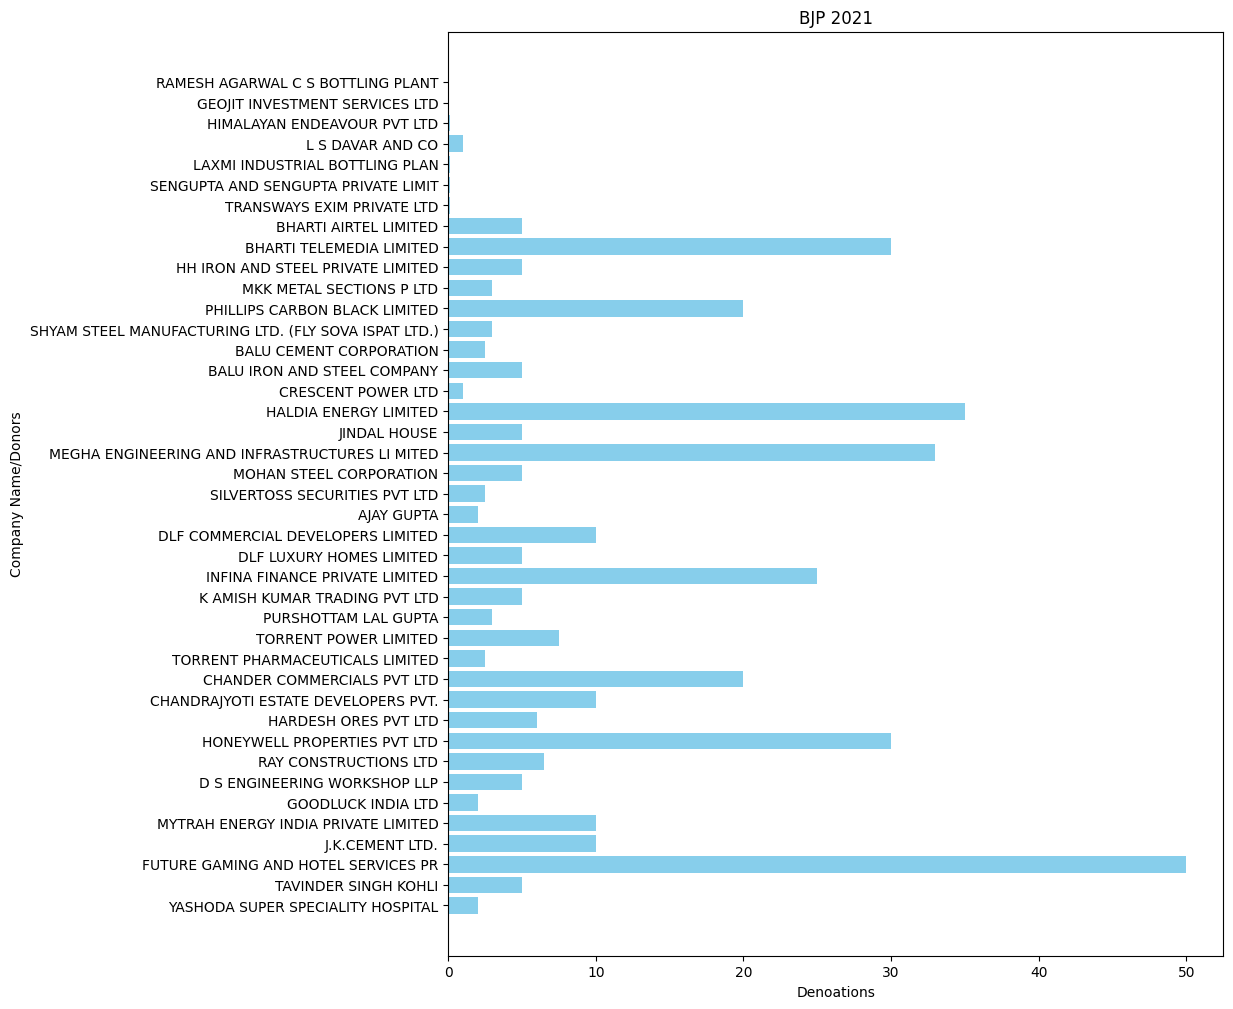 BJP 2021
RAMESH AGARWAL C S BOTTLING PLANT
GEOJIT INVESTMENT SERVICES LTD
HIMALAYAN ENDEAVOUR PVT LTD
L S DAVAR AND CO
LAXMI INDUSTRIAL BOTTLING PLAN
SENGUPTA AND SENGUPTA PRIVATE LIMIT
TRANSWAYS EXIM PRIVATE LTD
BHARTI AIRTEL LIMITED
BHARTI TELEMEDIA LIMITED
HH IRON AND STEEL PRIVATE LIMITED
MKK METAL SECTIONS P LTD
PHILLIPS CARBON BLACK LIMITED
SHYAM STEEL MANUFACTURING LTD. (FLY SOVA ISPAT LTD.)
BALU CEMENT CORPORATION
BALU IRON AND STEEL COMPANY
CRESCENT POWER LTD
HALDIA ENERGY LIMITED
JINDAL HOUSE
MEGHA ENGINEERING AND INFRASTRUCTURES LI MITED
MOHAN STEEL CORPORATION
SILVERTOSS SECURITIES PVT LTD
AJAY GUPTA
DLF COMMERCIAL DEVELOPERS LIMITED
DLF LUXURY HOMES LIMITED
INFINA FINANCE PRIVATE LIMITED
K AMISH KUMAR TRADING PVT LTD
PURSHOTTAM LAL GUPTA
TORRENT POWER LIMITED
TORRENT PHARMACEUTICALS LIMITED
CHANDER COMMERCIALS PVT LTD
CHANDRAJYOTI ESTATE DEVELOPERS PVT.
HARDESH ORES PVT LTD
HONEYWELL PROPERTIES PVT LTD
RAY CONSTRUCTIONS LTD
D S ENGINEERING WORKSHOP LLP
GOODLUCK INDIA LTD
MYTRAH ENERGY INDIA PRIVATE LIMITED
J.K.CEMENT LTD.
FUTURE GAMING AND HOTEL SERVICES PR
TAVINDER SINGH KOHLI
YASHODA SUPER SPECIALITY HOSPITAL
Company Name/Donors
0 10 20 30 40 50
Denoations